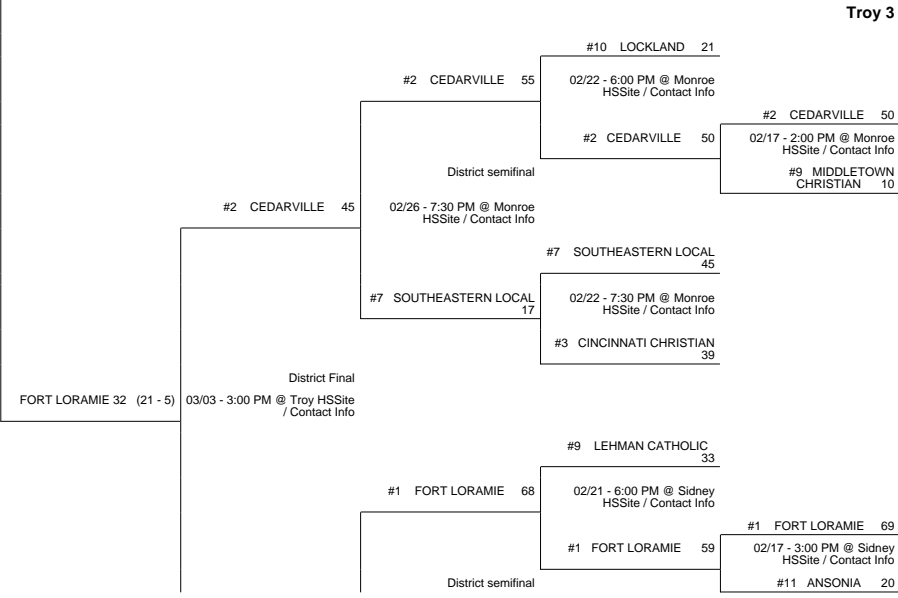 Troy 3
#10 LOCKLAND 21
#2 CEDARVILLE 55
02/22 - 6:00 PM @ Monroe
HSSite / Contact Info
#2 CEDARVILLE 50
#2 CEDARVILLE 50
02/17 - 2:00 PM @ Monroe
HSSite / Contact Info
#9 MIDDLETOWN
CHRISTIAN 10
District semifinal
#2 CEDARVILLE 45
02/26 - 7:30 PM @ Monroe
HSSite / Contact Info
#7 SOUTHEASTERN LOCAL
45
#7 SOUTHEASTERN LOCAL
17
02/22 - 7:30 PM @ Monroe
HSSite / Contact Info
#3 CINCINNATI CHRISTIAN
39
District Final
FORT LORAMIE 32 (21 - 5)
03/03 - 3:00 PM @ Troy HSSite
/ Contact Info
#9 LEHMAN CATHOLIC
33
#1 FORT LORAMIE 68
02/21 - 6:00 PM @ Sidney
HSSite / Contact Info
#1 FORT LORAMIE 69
#1 FORT LORAMIE 59
02/17 - 3:00 PM @ Sidney
HSSite / Contact Info
District semifinal
#11 ANSONIA 20